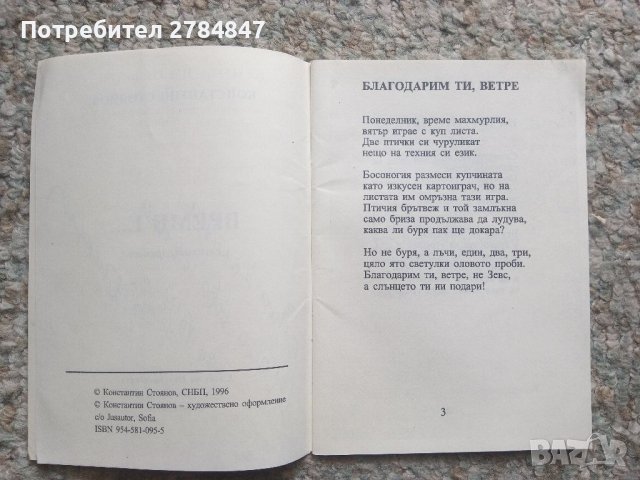 Потребител 2784847
© Константин Стоянов, СНБП, 1996
© Константин Стоянов – художествено оформление
c/o Jusautor, Sofia
ISBN 954-581-095-5
БЛАГОДАРИМ ТИ, ВЕТРЕ
Понеделник, време махмурлия,
вятър играе с куп листа.
Две птички си чуруликат
нещо на техния си език.
Босоногия размеси купчината
като изкусен картоиграч, но на
листата им омръзна тази игра.
Птичия брътвеж и той замлъкна
само бриза продължава да лудува,
каква ли буря пак ще докара?
Но не буря, а лъчи, един, два, три,
цяло ято светулки оловото проби.
Благодарим ти, ветре, не Зевс,
а слънцето ти ни подари!
3
BAZAR